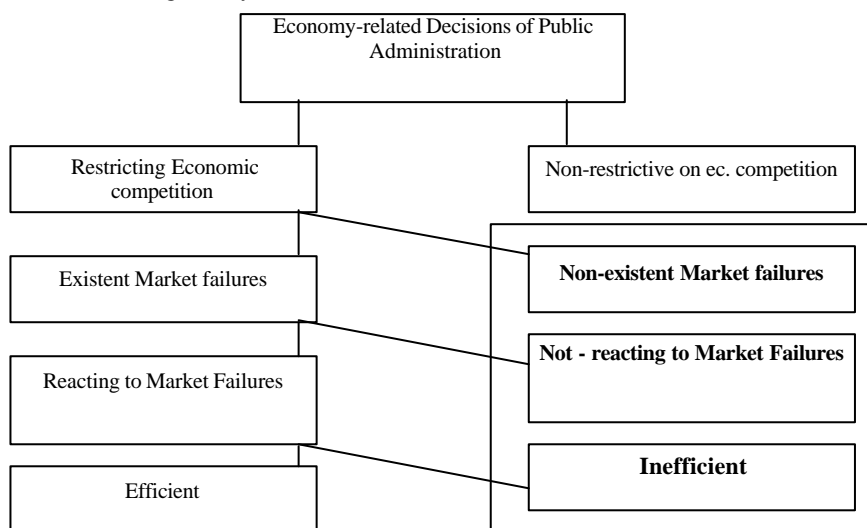 Economy-related Decisions of Public
Administration
Restricting Economic
competition
Non-restrictive on ec. competition
Existent Market failures
Non-existent Market failures
Reacting to Market Failures
Not - reacting to Market Failures
Efficient
Inefficient